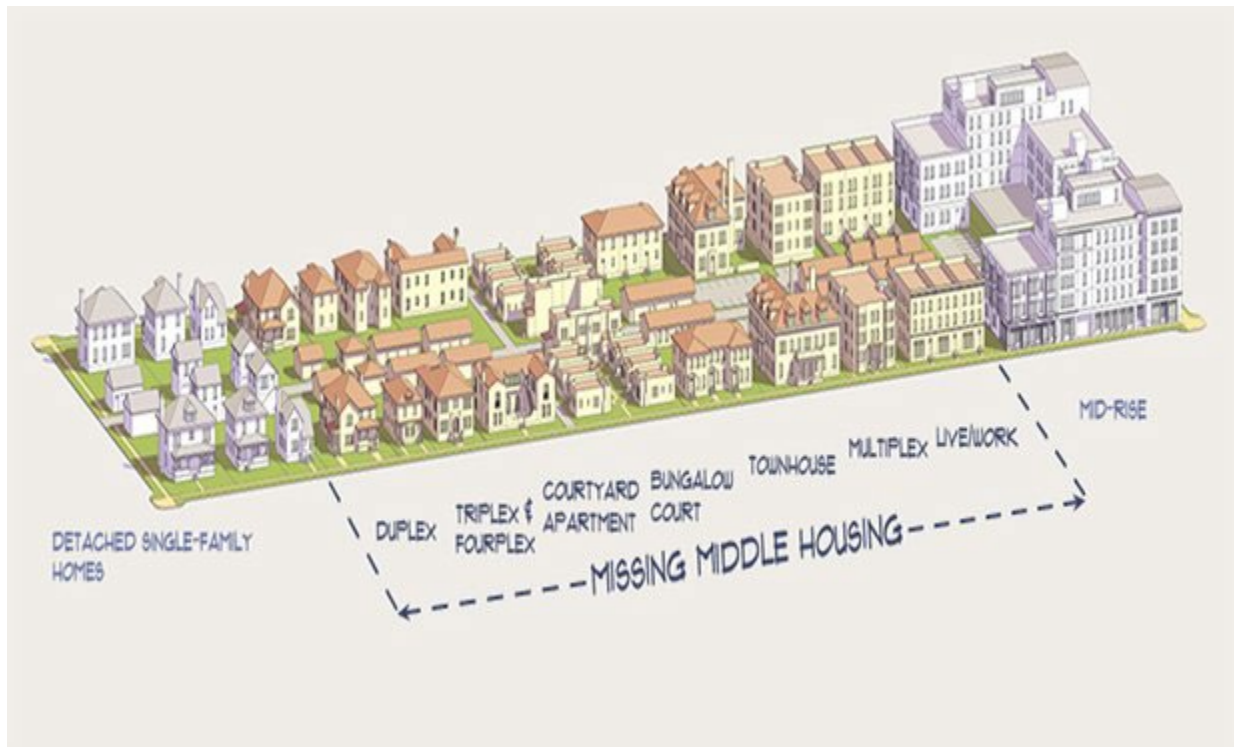 DETACHED SINGLE-FAMILY
HOMES
DUPLEX
TRIPLEX &
FOURPLEX
COURTYARD
APARTMENT
BUNGALOW
COURT
TOWNHOUSE
MULTIPLEX
LIVE/WORK
MID-RISE
MISSING MIDDLE HOUSING